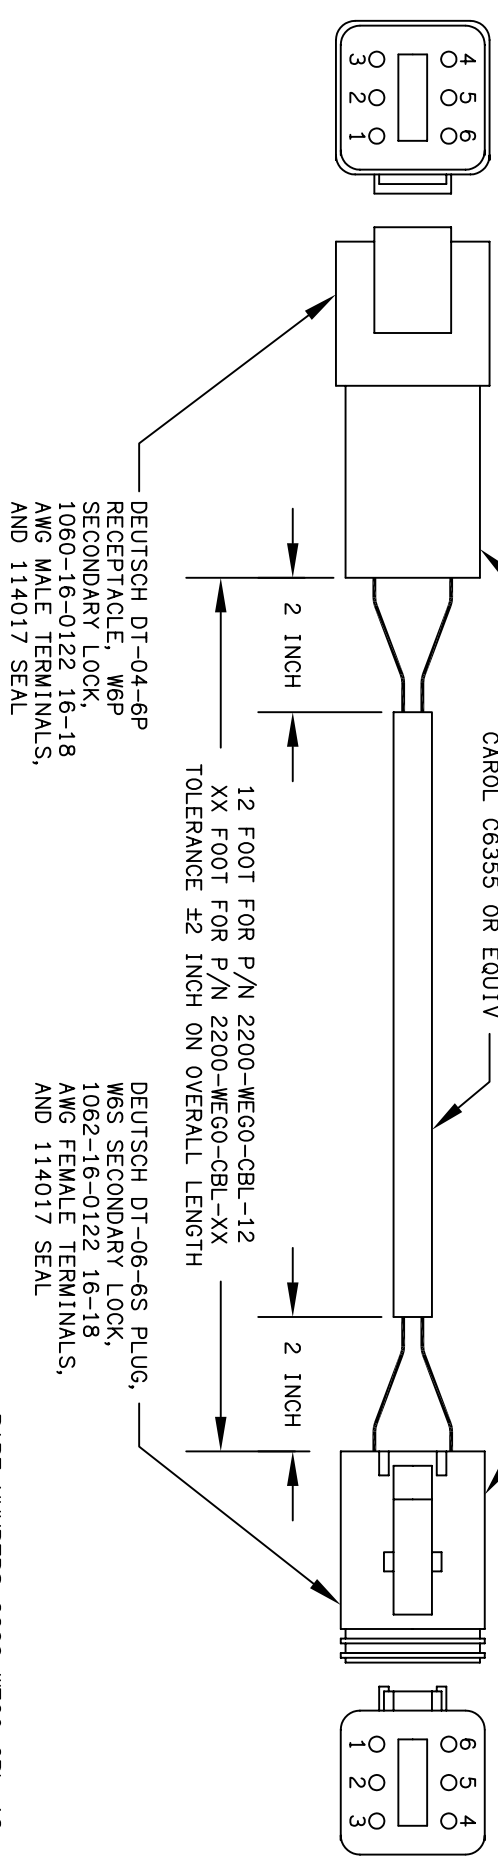 4
5
6
3
2
1
CAROL C6355 OR EQUIV
2 INCH
2 INCH
12 FOOT FOR P/N 2200-WEGO-CBL-12
XX FOOT FOR P/N 2200-WEGO-CBL-XX
TOLERANCE ±2 INCH ON OVERALL LENGTH
DEUTSCH DT-04-6P
RECEPTACLE, W6P
SECONDARY LOCK,
1060-16-0122 16-18
AWG MALE TERMINALS,
AND 114017 SEAL
DEUTSCH DT-06-6S PLUG,
W6S SECONDARY LOCK,
1062-16-0122 16-18
AWG FEMALE TERMINALS,
AND 114017 SEAL
6
5
4
1
2
3